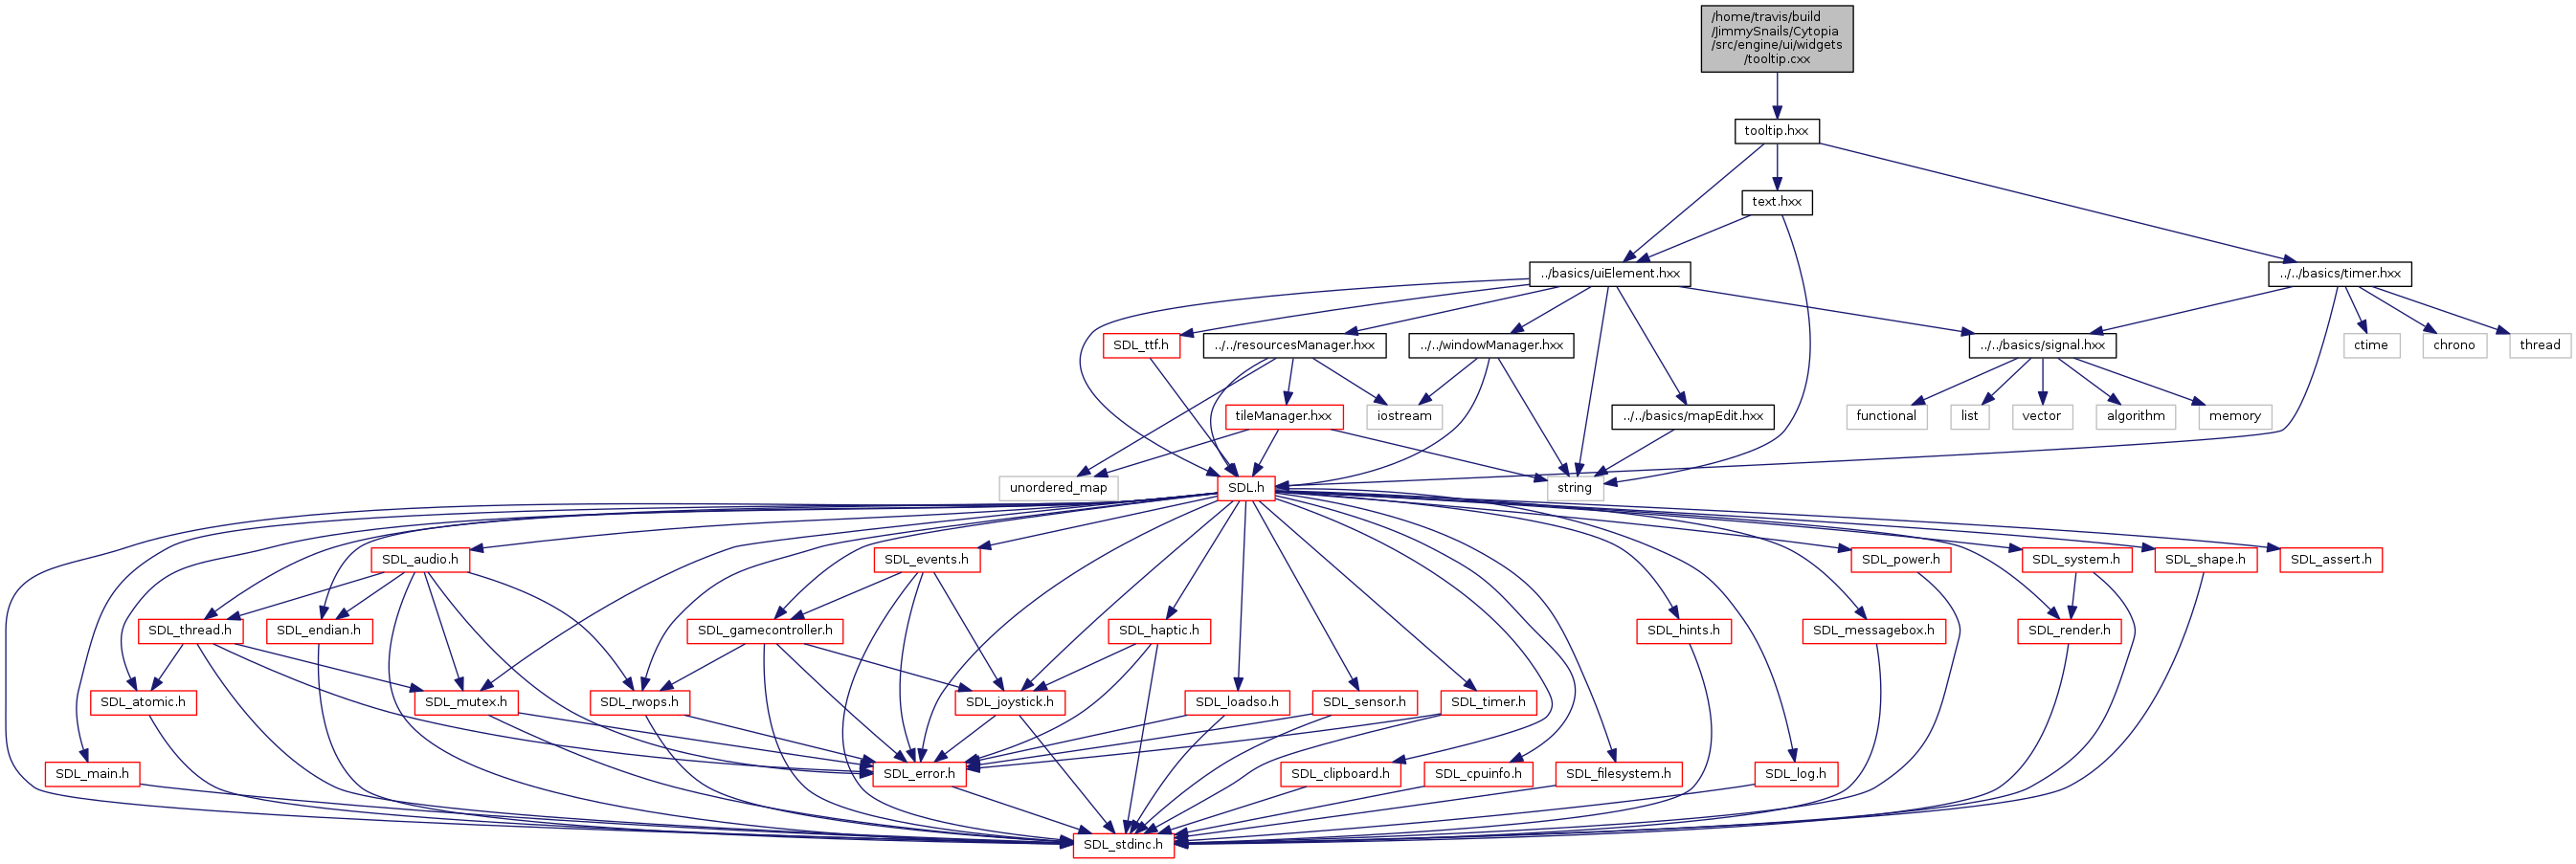 /home/travis/build
/JimmySnails/Cytopia
/src/engine/ui/widgets
/tooltip.cxx
tooltip.hxx
text.hxx
../basics/uiElement.hxx
../../basics/timer.hxx
SDL_ttf.h
../../resourcesManager.hxx
../../windowManager.hxx
../../basics/signal.hxx
ctime
chrono
thread
tileManager.hxx
iostream
../../basics/mapEdit.hxx
functional
list
vector
algorithm
memory
unordered_map
SDL.h
string
SDL_audio.h
SDL_events.h
SDL_power.h
SDL_system.h
SDL_shape.h
SDL_assert.h
SDL_thread.h
SDL_endian.h
SDL_gamecontroller.h
SDL_haptic.h
SDL_hints.h
SDL_messagebox.h
SDL_render.h
SDL_atomic.h
SDL_mutex.h
SDL_rwops.h
SDL_joystick.h
SDL_loadso.h
SDL_sensor.h
SDL_timer.h
SDL_main.h
SDL_error.h
SDL_clipboard.h
SDL_cpuinfo.h
SDL_filesystem.h
SDL_log.h
SDL_stdinc.h